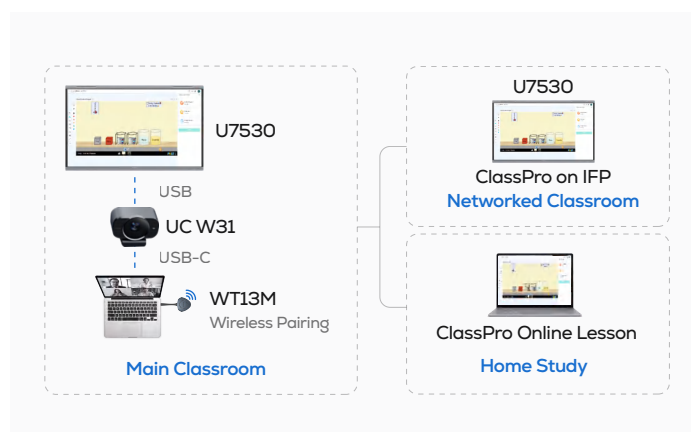 U7530
USB
UC W31
USB-C
WT13M
Wireless Pairing
Main Classroom
U7530
ClassPro on IFP
Networked Classroom
ClassPro Online Lesson
Home Study